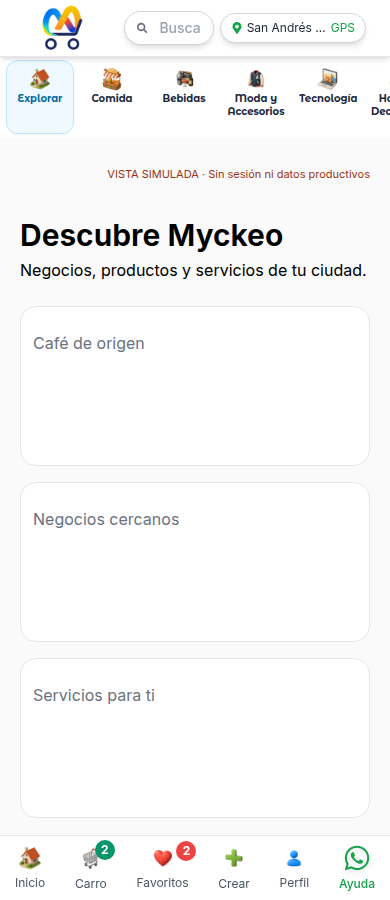 Busca
San Andrés ... GPS
Explorar
Comida
Bebidas
Moda y
Accesorios
Tecnología
VISTA SIMULADA · Sin sesión ni datos productivos
Descubre Myckeo
Negocios, productos y servicios de tu ciudad.
Café de origen
Negocios cercanos
Servicios para ti
2
2
Inicio
Carro
Favoritos
Crear
Perfil
Ayuda